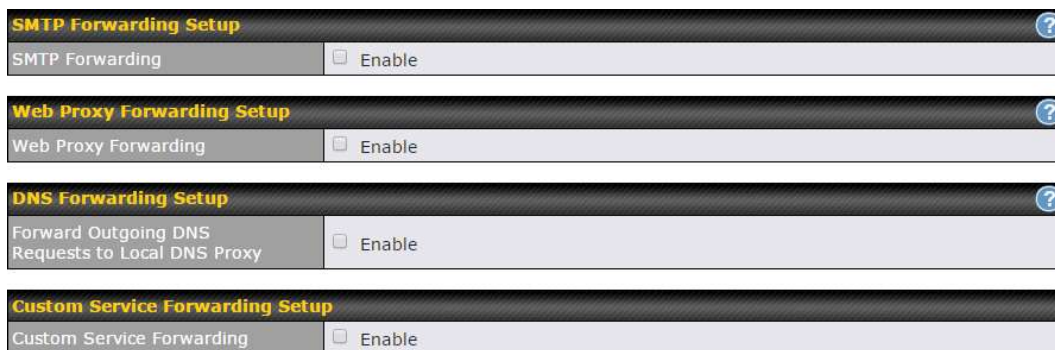 SMTP Forwarding Setup ?
SMTP Forwarding Enable
Web Proxy Forwarding Setup ?
Web Proxy Forwarding Enable
DNS Forwarding Setup ?
Forward Outgoing DNS
Requests to Local DNS Proxy Enable
Custom Service Forwarding Setup
Custom Service Forwarding Enable